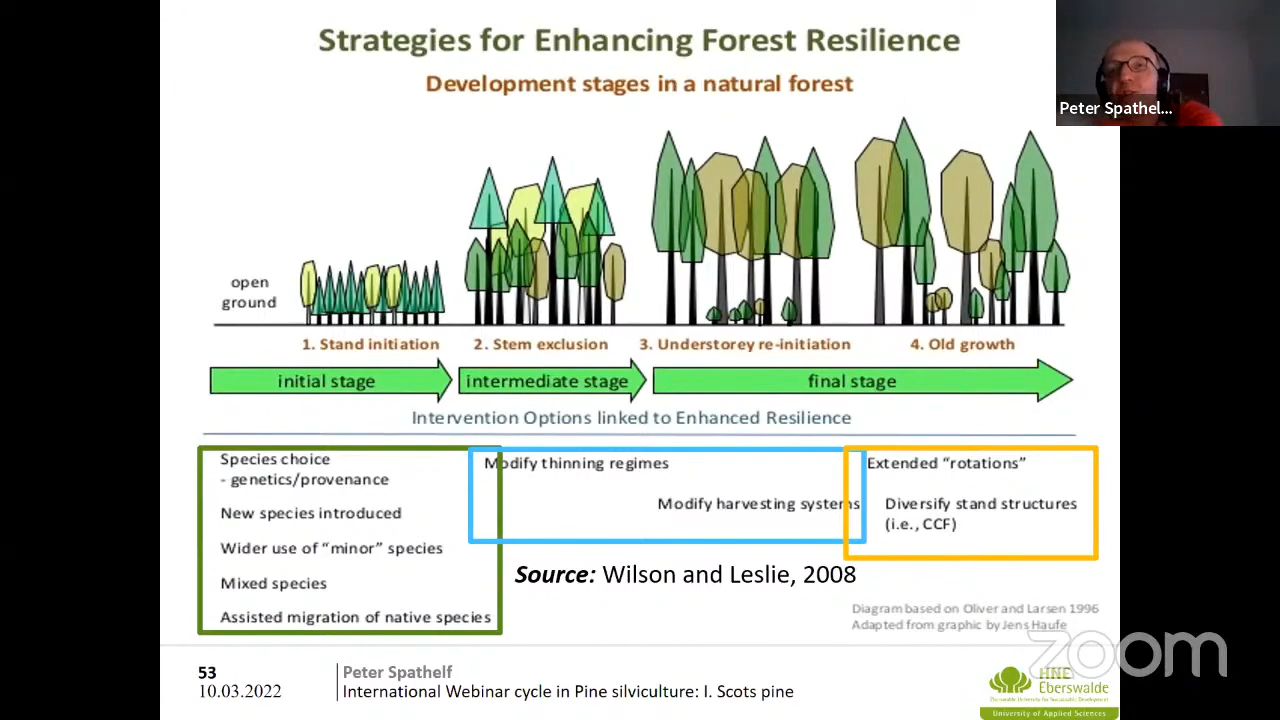 Strategies for Enhancing Forest Resilience
Development stages in a natural forest
Peter Spathel...
open
ground
1. Stand initiation
2. Stem exclusion
3. Understorey re-initiation
4. Old growth
initial stage
intermediate stage
final stage
Intervention Options linked to Enhanced Resilience
Species choice
- genetics/provenance
New species introduced
Wider use of “minor” species
Mixed species
Assisted migration of native species
Modify thinning regimes
Modify harvesting systems
Extended “rotations”
Diversify stand structures
(i.e., CCF)
Source: Wilson and Leslie, 2008
Diagram based on Oliver and Larsen 1996
Adapted from graphic by Jens Haufe
zoom
53
10.03.2022
Peter Spathelf
International Webinar cycle in Pine silviculture: I. Scots pine
HNE
Eberswalde
University of Applied Sciences